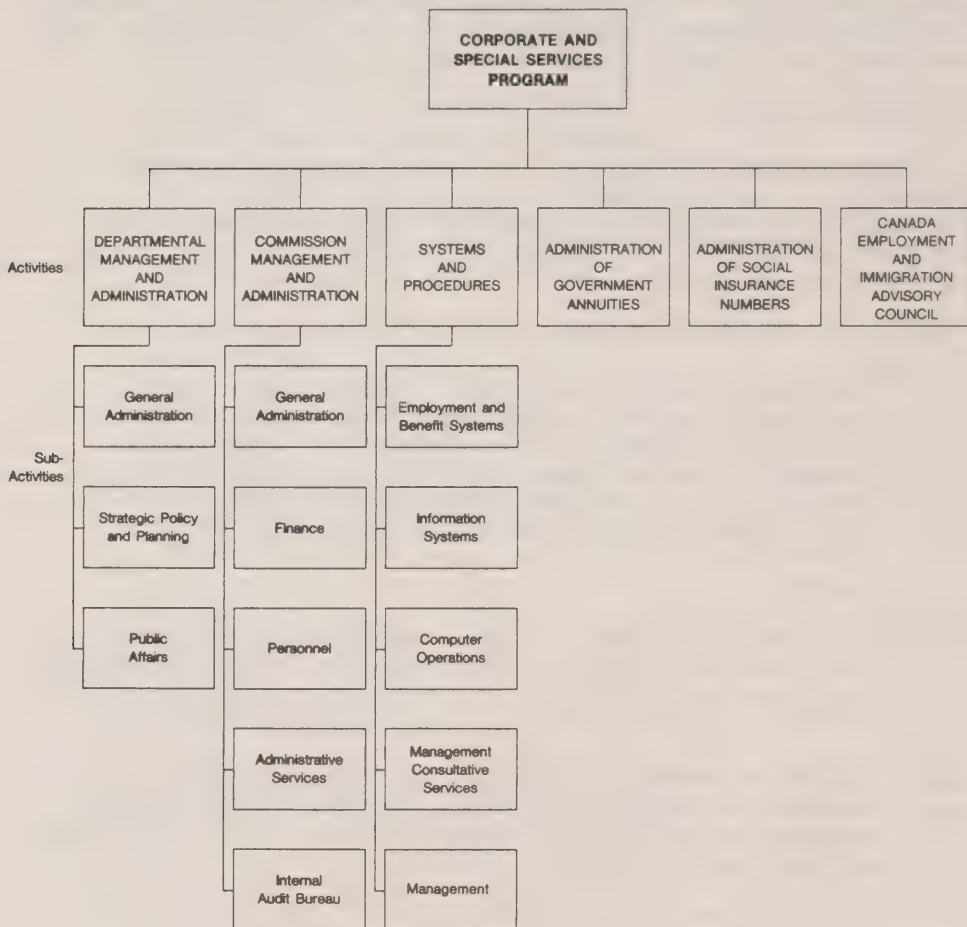 CORPORATE AND
SPECIAL SERVICES
PROGRAM
Activities
DEPARTMENTAL
MANAGEMENT
AND
ADMINISTRATION
COMMISSION
MANAGEMENT
AND
ADMINISTRATION
SYSTEMS
AND
PROCEDURES
ADMINISTRATION
OF
GOVERNMENT
ANNUITIES
ADMINISTRATION
OF SOCIAL
INSURANCE
NUMBERS
CANADA
EMPLOYMENT
AND
IMMIGRATION
ADVISORY
COUNCIL
Sub-
Activities
General
Administration
Strategic Policy
and Planning
Public
Affairs
General
Administration
Finance
Personnel
Administrative
Services
Internal
Audit Bureau
Employment and
Benefit Systems
Information
Systems
Computer
Operations
Management
Consultative
Services
Management